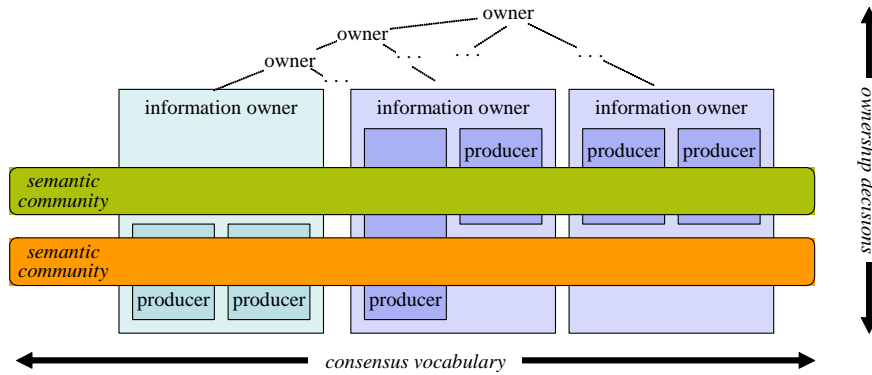 owner
owner
. . .
. . .
. . .
owner
. . .
. . .
information owner
information owner
information owner
producer
producer
producer
semantic
community
semantic
community
producer
producer
producer
consensus vocabulary
ownership decisions